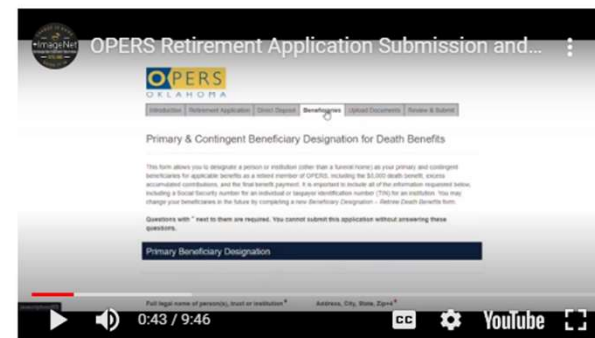 ImageNet
OPERS Retirement Application Submission and...
OPERS
OKLAHOMA
Introduction Retirement Application Direct Deposit Beneficiaries Upload Documents Review & Submit
Primary & Contingent Beneficiary Designation for Death Benefits
This form allows you to designate a person or institution (other than a funeral home) as your primary and contingent
beneficiaries for applicable benefits as a retired member of OPERS, including the $5,000 death benefit, excess
accumulated contributions, and the final benefit payment. It is important to include all of the information requested below,
including a Social Security number for an individual or taxpayer identification number (TIN) for an institution. You may
change your beneficiaries in the future by completing a new Beneficiary Designation – Retiree Death Benefits form.
Questions with * next to them are required. You cannot submit this application without answering these
questions.
Primary Beneficiary Designation
Full legal name of person(s), trust or institution * Address, City, State, Zip+4 *
0:43 / 9:46 CC YouTube